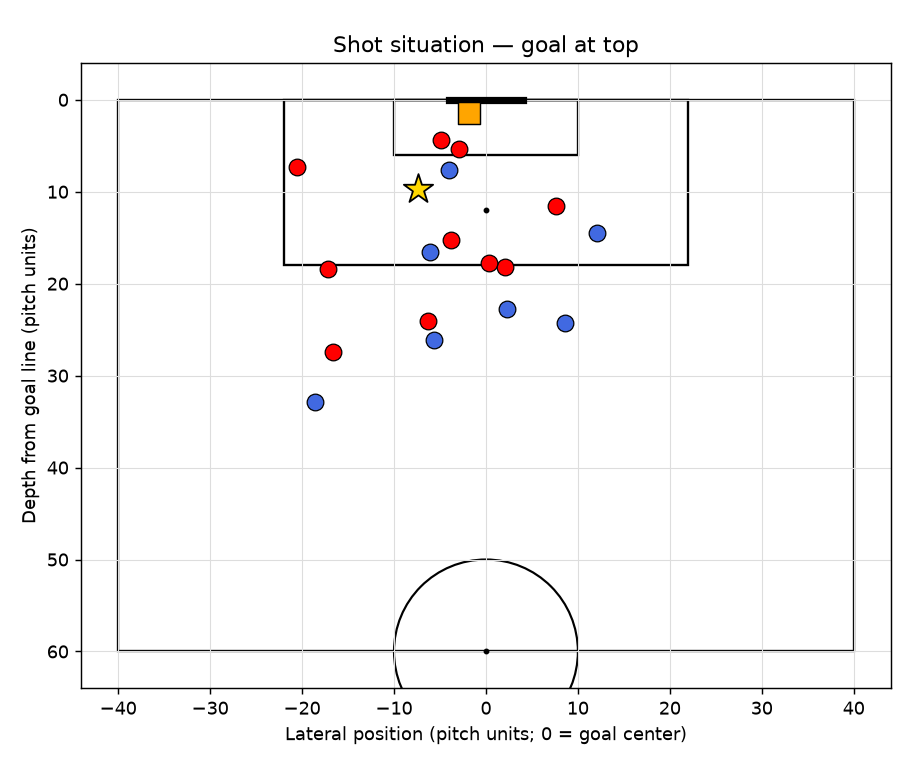 Shot situation — goal at top
0
10
20
30
40
50
60
Depth from goal line (pitch units)
−40 −30 −20 −10 0 10 20 30 40
Lateral position (pitch units; 0 = goal center)